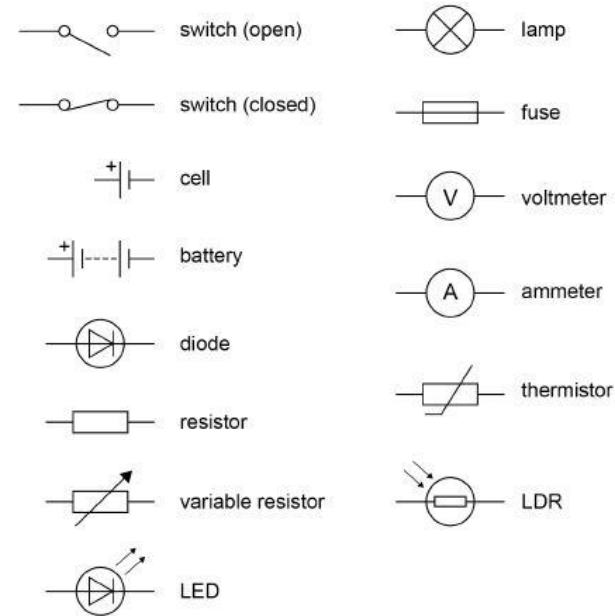 switch (open)
switch (closed)
+
cell
+
battery
diode
resistor
variable resistor
LED
lamp
fuse
V
voltmeter
A
ammeter
thermistor
LDR